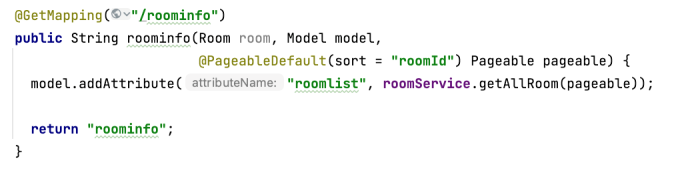 @GetMapping("/roominfo")
public String roominfo(Room room, Model model,
@PageableDefault(sort = "roomId") Pageable pageable) {
model.addAttribute( attributeName: "roomlist", roomService.getAllRoom(pageable));
return "roominfo";
}